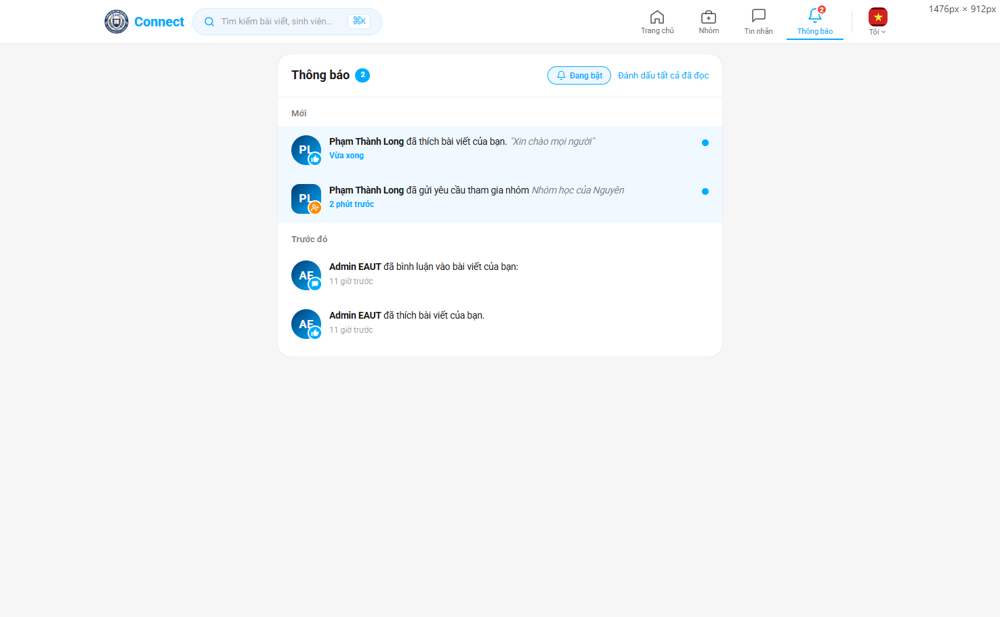 Connect
Tìm kiếm bài viết, sinh viên...
⌘K
Trang chủ
Nhóm
Tin nhắn
2
Thông báo
Tôi
1476px × 912px
Thông báo 2
Đang bật
Đánh dấu tất cả đã đọc
Mới
PL
Phạm Thành Long đã thích bài viết của bạn. "Xin chào mọi người"
Vừa xong
PL
Phạm Thành Long đã gửi yêu cầu tham gia nhóm Nhóm học của Nguyên
2 phút trước
Trước đó
AE
Admin EAUT đã bình luận vào bài viết của bạn:
11 giờ trước
AE
Admin EAUT đã thích bài viết của bạn.
11 giờ trước